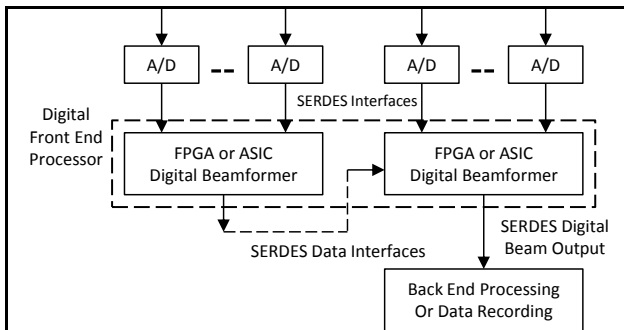 A/D
A/D
A/D
A/D
SERDES Interfaces
Digital
Front End
Processor
FPGA or ASIC
Digital Beamformer
FPGA or ASIC
Digital Beamformer
SERDES Data Interfaces
SERDES Digital
Beam Output
Back End Processing
Or Data Recording